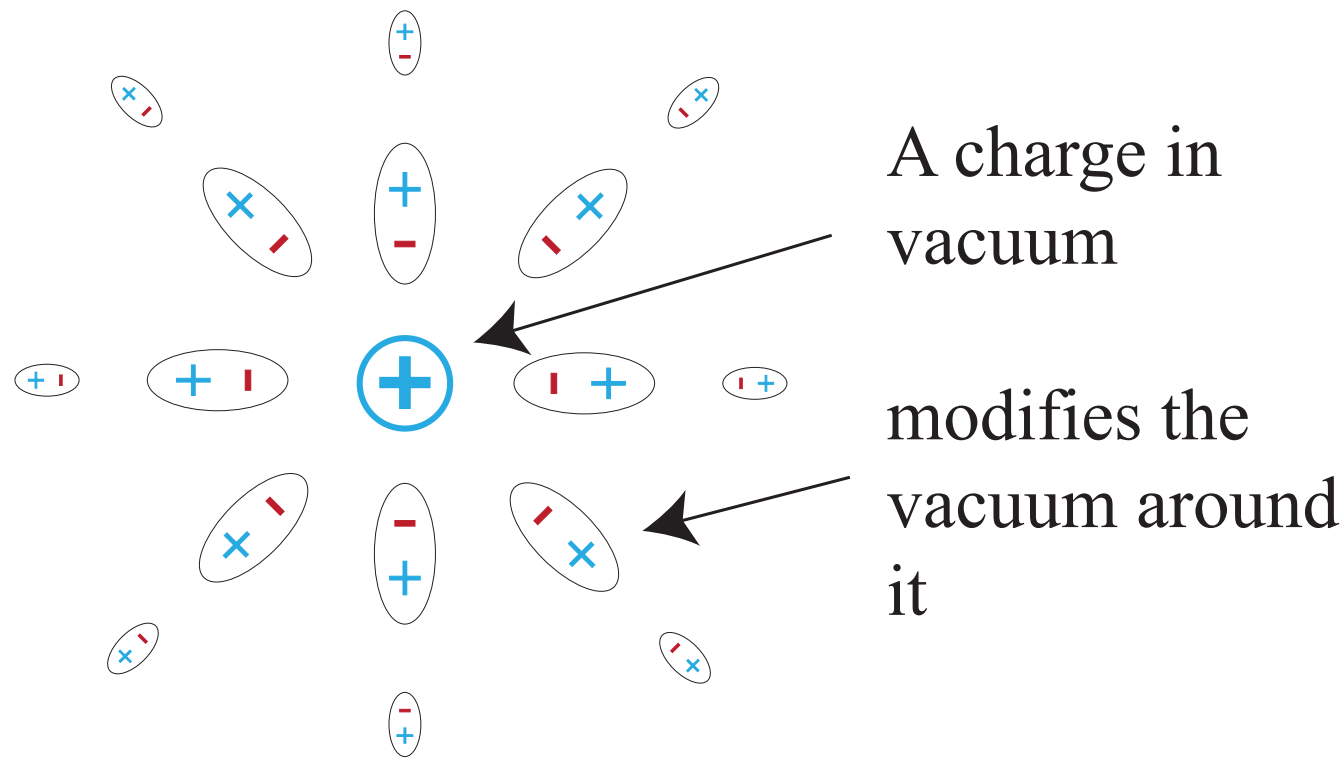 A charge in
vacuum
modifies the
vacuum around
it